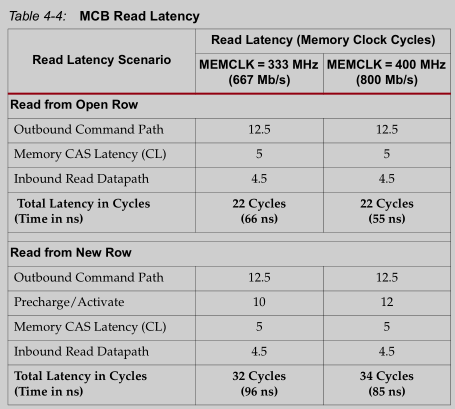 Table 4-4: MCB Read Latency
Read Latency Scenario
Read Latency (Memory Clock Cycles)
MEMCLK = 333 MHz (667 Mb/s)
MEMCLK = 400 MHz (800 Mb/s)
Read from Open Row
Outbound Command Path 12.5 12.5
Memory CAS Latency (CL) 5 5
Inbound Read Datapath 4.5 4.5
Total Latency in Cycles 22 Cycles 22 Cycles
(Time in ns) (66 ns) (55 ns)
Read from New Row
Outbound Command Path 12.5 12.5
Precharge/Activate 10 12
Memory CAS Latency (CL) 5 5
Inbound Read Datapath 4.5 4.5
Total Latency in Cycles 32 Cycles 34 Cycles
(Time in ns) (96 ns) (85 ns)